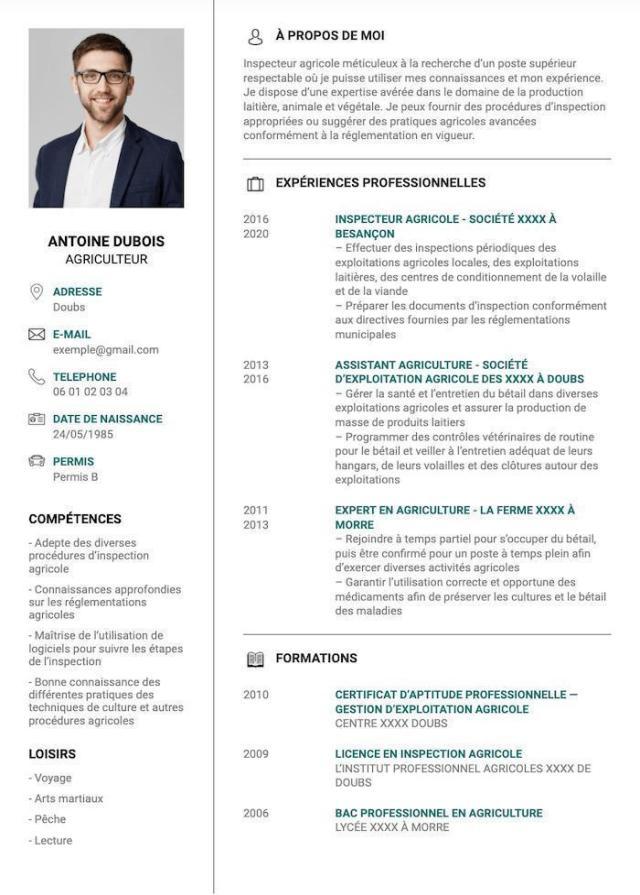 ANTOINE DUBOIS
AGRICULTEUR
ADRESSE
Doubs
E-MAIL
exemple@gmail.com
TELEPHONE
06 01 02 03 04
DATE DE NAISSANCE
24/05/1985
PERMIS
Permis B
COMPÉTENCES
- Adepte des diverses
procédures d'inspection
agricole
- Connaissances approfondies
sur les réglementations
agricoles
- Maîtrise de l'utilisation de
logiciels pour suivre les étapes
de l'inspection
- Bonne connaissance des
différentes pratiques des
techniques de culture et autres
procédures agricoles
LOISIRS
- Voyage
- Arts martiaux
- Pêche
- Lecture
À PROPOS DE MOI
Inspecteur agricole méticuleux à la recherche d'un poste supérieur
respectable où je puisse utiliser mes connaissances et mon expérience.
Je dispose d'une expertise avérée dans le domaine de la production
laitière, animale et végétale. Je peux fournir des procédures d'inspection
appropriées ou suggérer des pratiques agricoles avancées
conformément à la réglementation en vigueur.
EXPÉRIENCES PROFESSIONNELLES
2016
2020
INSPECTEUR AGRICOLE - SOCIÉTÉ XXXX À
BESANÇON
– Effectuer des inspections périodiques des
exploitations agricoles locales, des exploitations
laitières, des centres de conditionnement de la volaille
et de la viande
– Préparer les documents d'inspection conformément
aux directives fournies par les réglementations
municipales
2013
2016
ASSISTANT AGRICULTURE - SOCIÉTÉ
D'EXPLOITATION AGRICOLE DES XXXX À DOUBS
– Gérer la santé et l'entretien du bétail dans diverses
exploitations agricoles et assurer la production de
masse de produits laitiers
– Programmer des contrôles vétérinaires de routine
pour le bétail et veiller à l'entretien adéquat de leurs
hangars, de leurs volailles et des clôtures autour des
exploitations
2011
2013
EXPERT EN AGRICULTURE - LA FERME XXXX À
MORRE
– Rejoindre à temps partiel pour s'occuper du bétail,
puis être confirmé pour un poste à temps plein afin
d'exercer diverses activités agricoles
– Garantir l'utilisation correcte et opportune des
médicaments afin de préserver les cultures et le bétail
des maladies
FORMATIONS
2010
CERTIFICAT D'APTITUDE PROFESSIONNELLE –
GESTION D'EXPLOITATION AGRICOLE
CENTRE XXXX DOUBS
2009
LICENCE EN INSPECTION AGRICOLE
L'INSTITUT PROFESSIONNEL AGRICOLES XXXX DE
DOUBS
2006
BAC PROFESSIONNEL EN AGRICULTURE
LYCÉE XXXX À MORRE